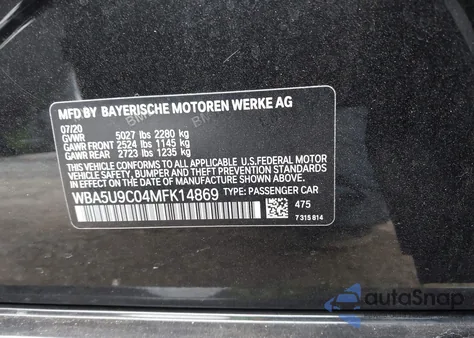 MFD BY BAYERISCHE MOTOREN WERKE AG
07/20
GVWR 5027 lbs 2280 kg
GAWR FRONT 2524 lbs 1145 kg
GAWR REAR 2723 lbs 1235 kg
THIS VEHICLE CONFORMS TO ALL APPLICABLE U.S.FEDERAL MOTOR
VEHICLE SAFETY, BUMPER AND THEFT PREVENTION STANDARDS
IN EFFECT ON THE DATE OF MANUFACTURE SHOWN ABOVE.
WBA5U9C04MFK14869 TYPE: PASSENGER CAR
475
7 315 814
autoSnap